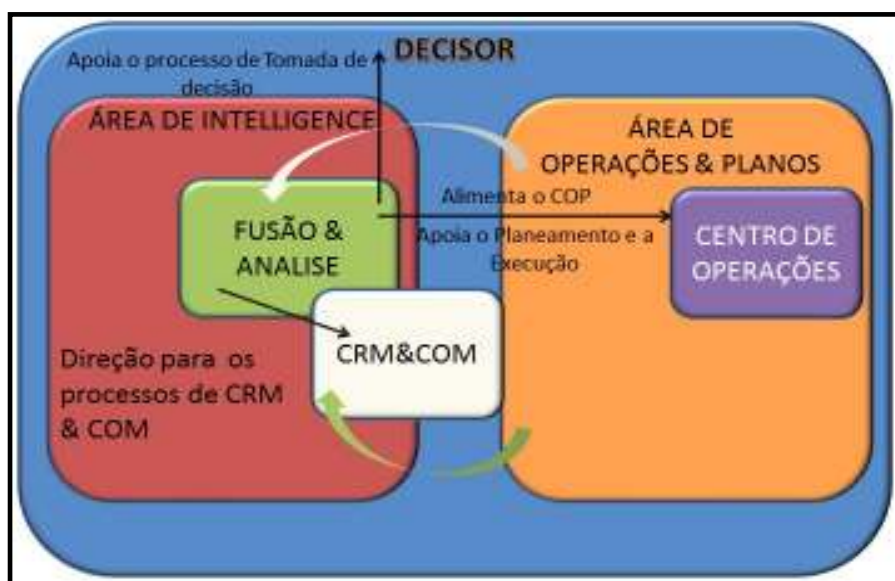 Apoia o processo de Tomada de
decisão
DECISOR
ÁREA DE INTELLIGENCE
ÁREA DE
OPERAÇÕES & PLANOS
Alimenta o COP
Apoia o Planeamento e a
Execução
FUSÃO &
ANALISE
CENTRO DE
OPERAÇÕES
CRM&COM
Direção para os
processos de CRM
& COM